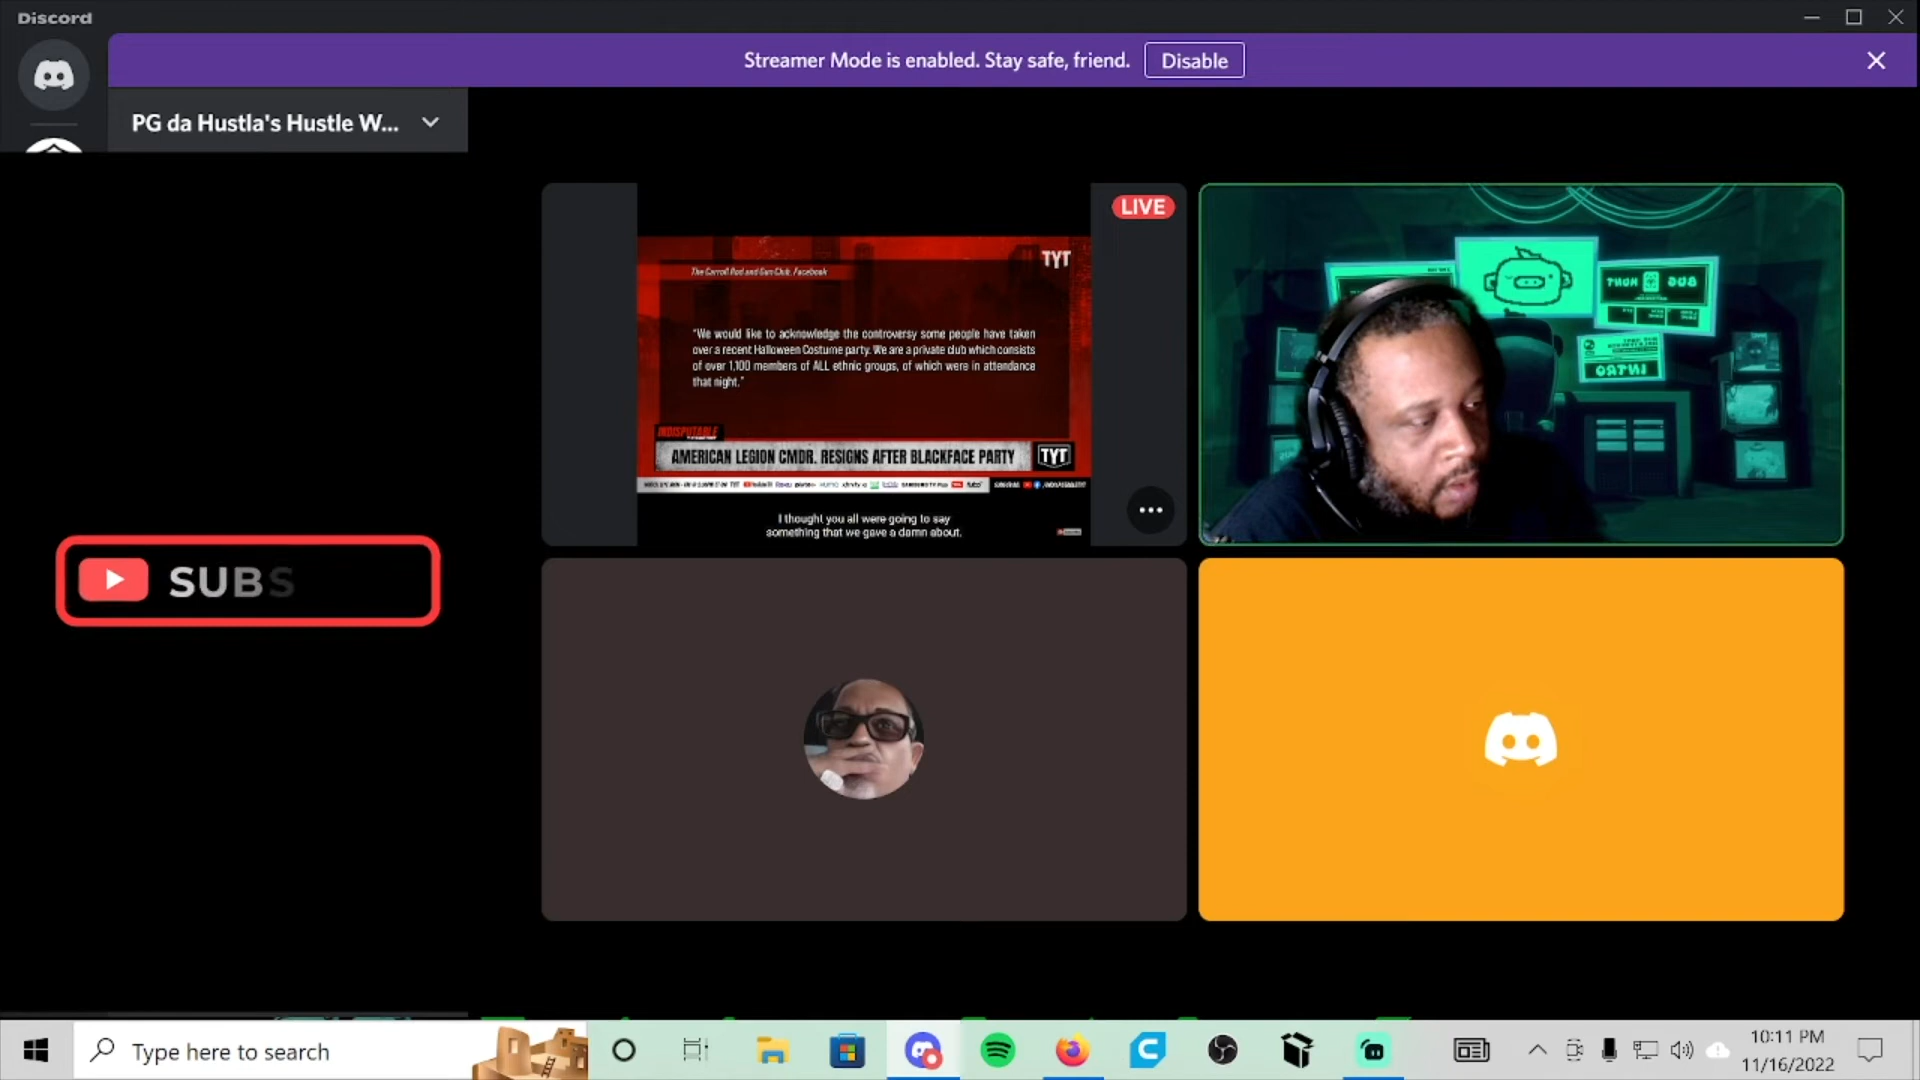 Discord
Streamer Mode is enabled. Stay safe, friend.
Disable
PG da Hustla's Hustle W...
LIVE
TYT
The Carroll Rod and Gun Club, Facebook
"We would like to acknowledge the controversy some people have taken
over a recent Halloween Costume party. We are a private club which consists
of over 1,100 members of ALL ethnic groups, of which were in attendance
that night."
INDISPUTABLE
AMERICAN LEGION CMDR. RESIGNS AFTER BLACKFACE PARTY
TYT
I thought you all were going to say
something that we gave a damn about.
BUG HUNT
INTRO
SUBS
Type here to search
10:11 PM
11/16/2022